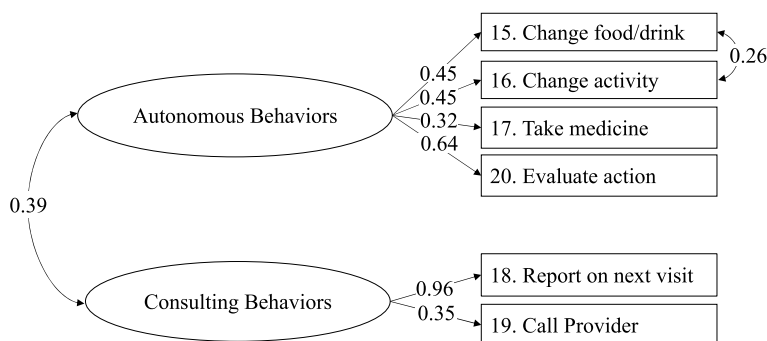 15. Change food/drink
0.26
0.45
16. Change activity
0.45
Autonomous Behaviors
0.32
17. Take medicine
0.64
20. Evaluate action
0.39
18. Report on next visit
0.96
Consulting Behaviors
0.35
19. Call Provider